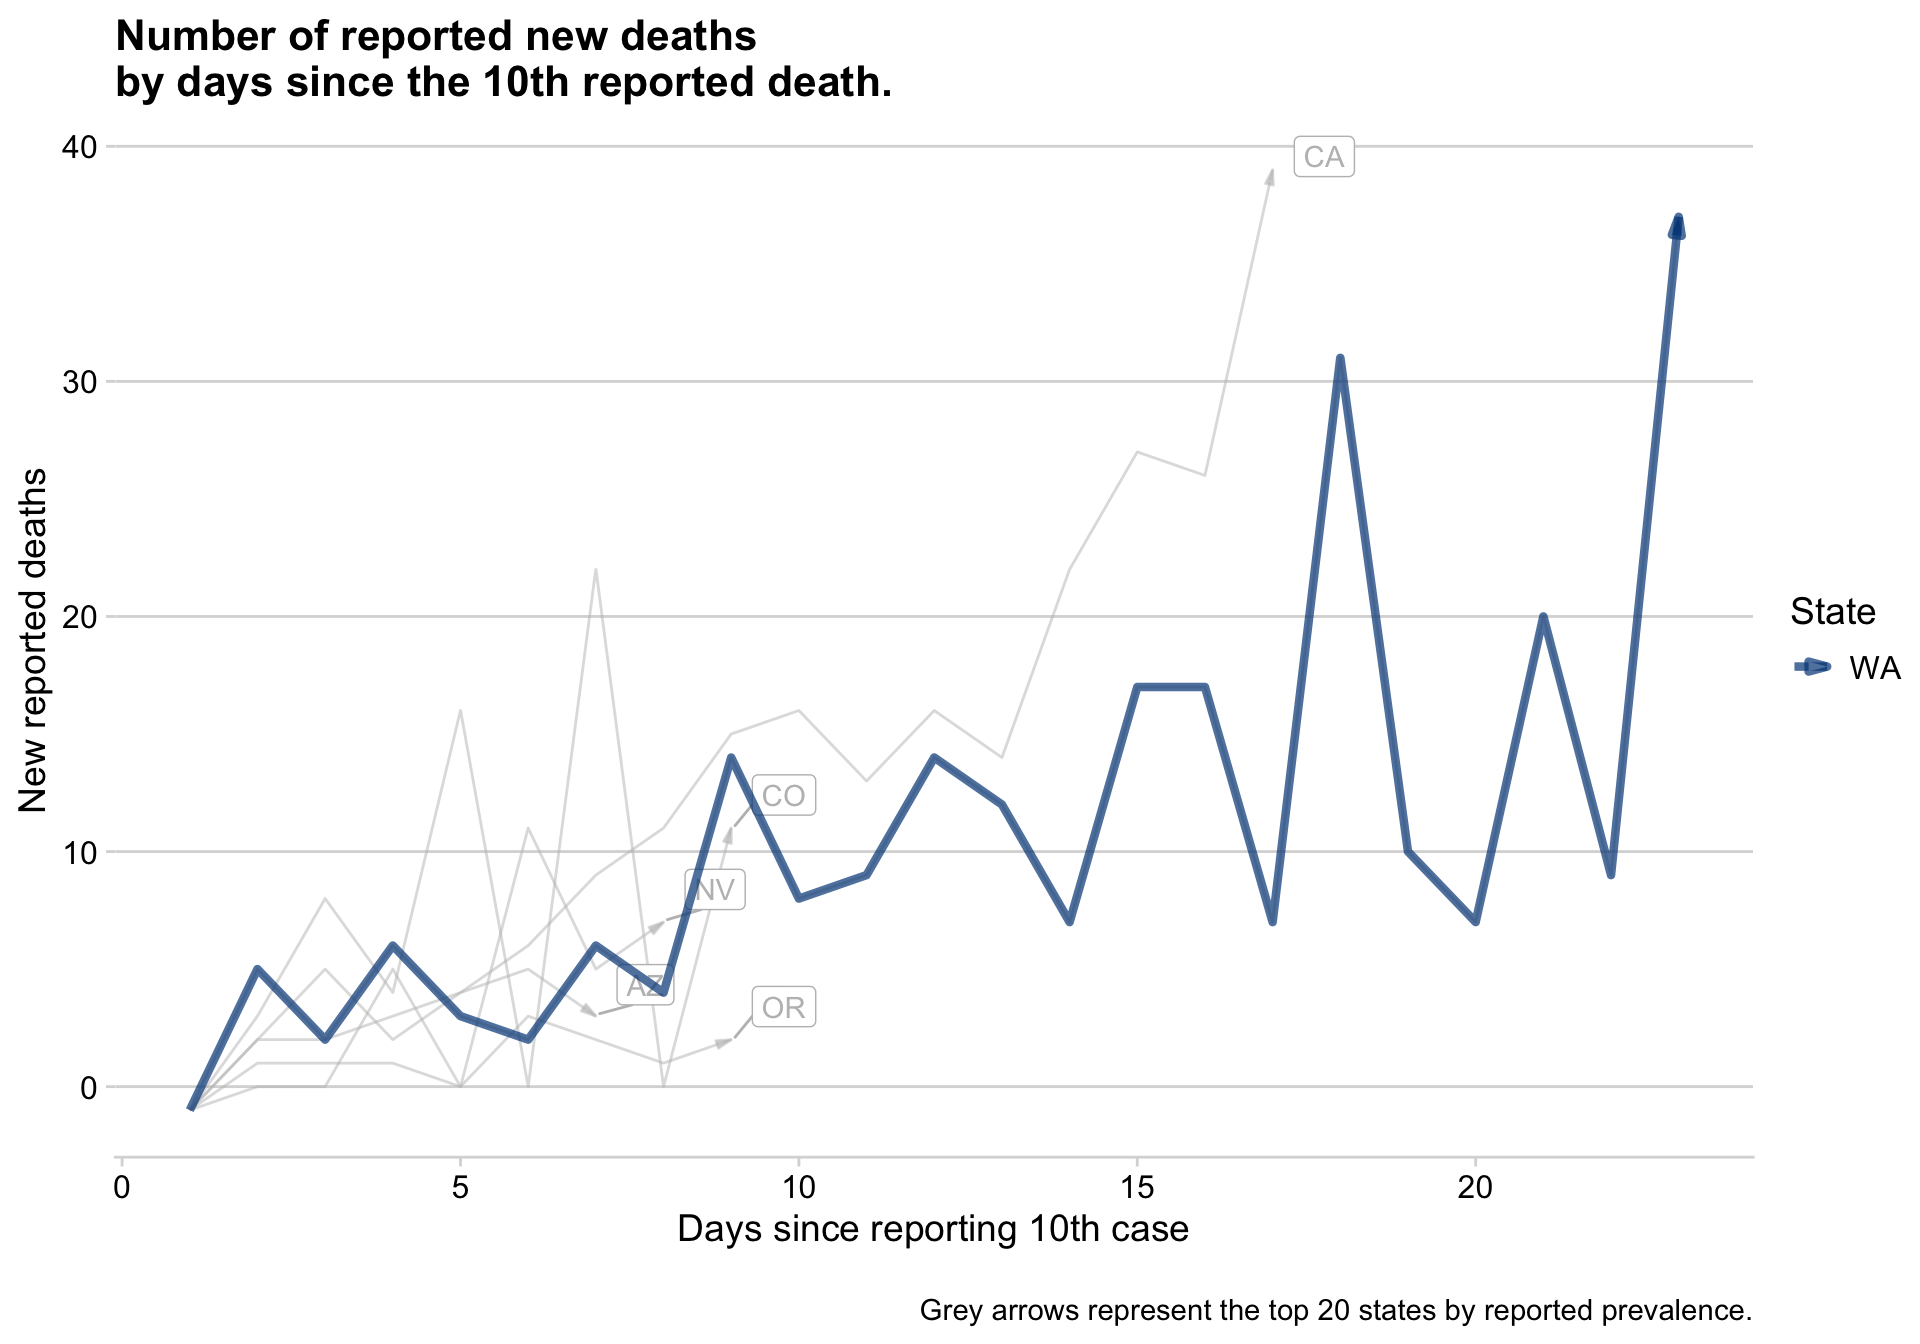 Number of reported new deaths
by days since the 10th reported death.
40
30
20
10
0
New reported deaths
CA
CO
NV
AZ
OR
State
WA
0 5 10 15 20
Days since reporting 10th case
Grey arrows represent the top 20 states by reported prevalence.